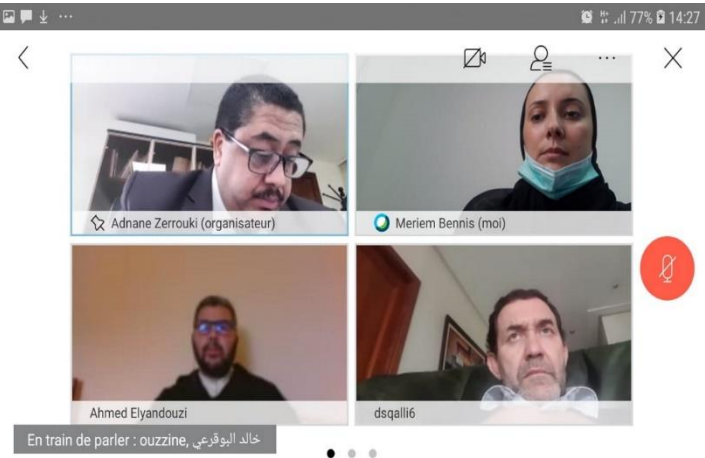 77% 14:27
Adnane Zerrouki (organisateur)
Meriem Bennis (moi)
Ahmed Elyandouzi
dsqalli6
En train de parler : ouzzine, خالد البوقرعي